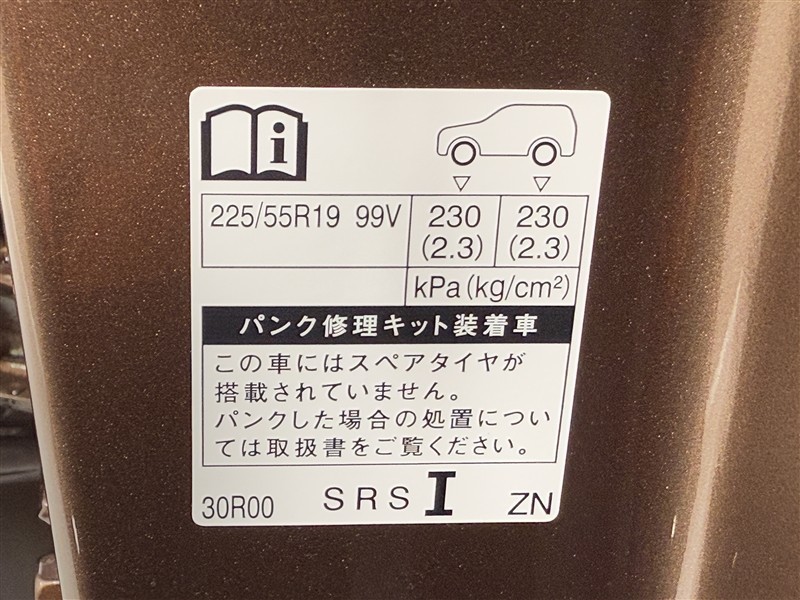 225/55R19 99V 230 230
(2.3) (2.3)
kPa(kg/cm²)
パンク修理キット装着車
この車にはスペアタイヤが
搭載されていません。
パンクした場合の処置につい
ては取扱書をご覧ください。
30R00 SRS I ZN